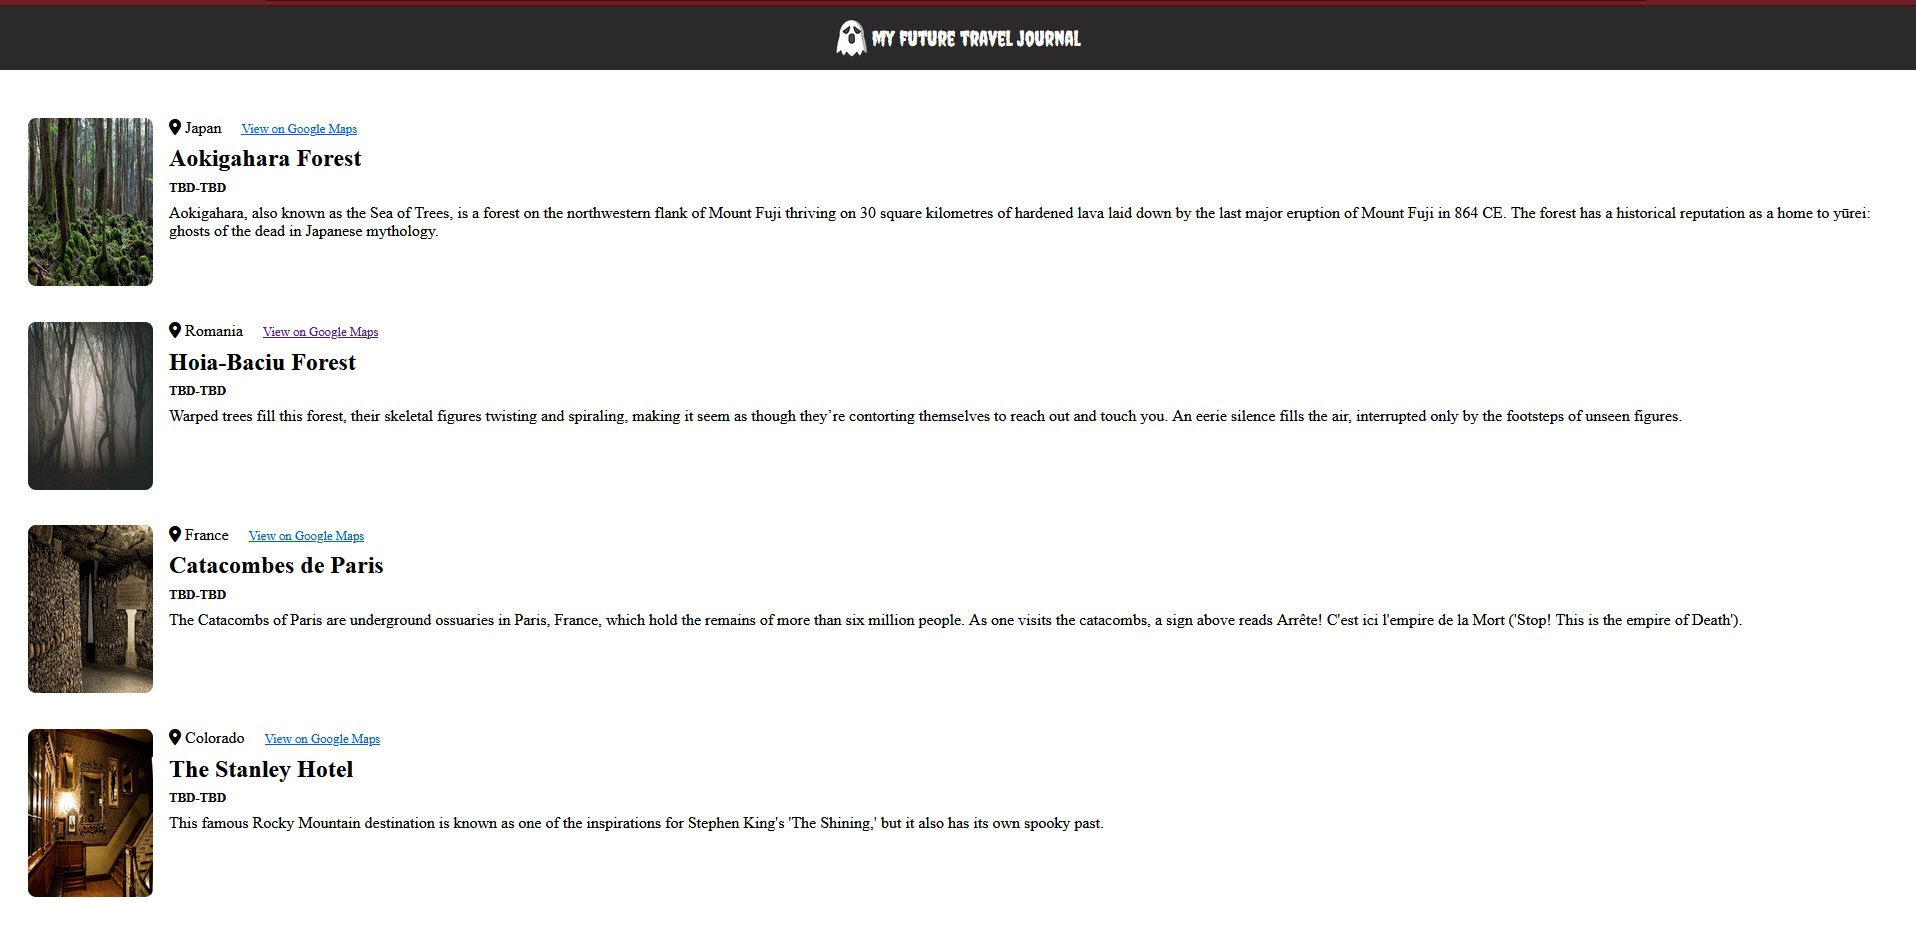 MY FUTURE TRAVEL JOURNAL
Japan View on Google Maps
Aokigahara Forest
TBD-TBD
Aokigahara, also known as the Sea of Trees, is a forest on the northwestern flank of Mount Fuji thriving on 30 square kilometres of hardened lava laid down by the last major eruption of Mount Fuji in 864 CE. The forest has a historical reputation as a home to yūrei:
ghosts of the dead in Japanese mythology.
Romania View on Google Maps
Hoia-Baciu Forest
TBD-TBD
Warped trees fill this forest, their skeletal figures twisting and spiraling, making it seem as though they’re contorting themselves to reach out and touch you. An eerie silence fills the air, interrupted only by the footsteps of unseen figures.
France View on Google Maps
Catacombes de Paris
TBD-TBD
The Catacombs of Paris are underground ossuaries in Paris, France, which hold the remains of more than six million people. As one visits the catacombs, a sign above reads Arrête! C'est ici l'empire de la Mort ('Stop! This is the empire of Death').
Colorado View on Google Maps
The Stanley Hotel
TBD-TBD
This famous Rocky Mountain destination is known as one of the inspirations for Stephen King's 'The Shining,' but it also has its own spooky past.